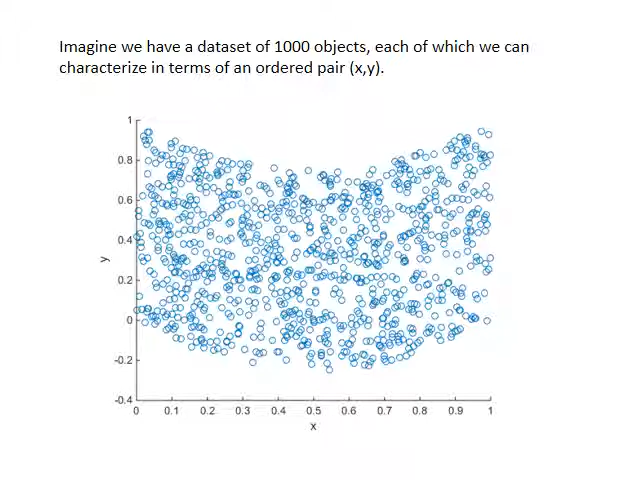 Imagine we have a dataset of 1000 objects, each of which we can
characterize in terms of an ordered pair (x,y).
1
0.8
0.6
0.4
0.2
0
-0.2
-0.4
y
0 0.1 0.2 0.3 0.4 0.5 0.6 0.7 0.8 0.9 1
x